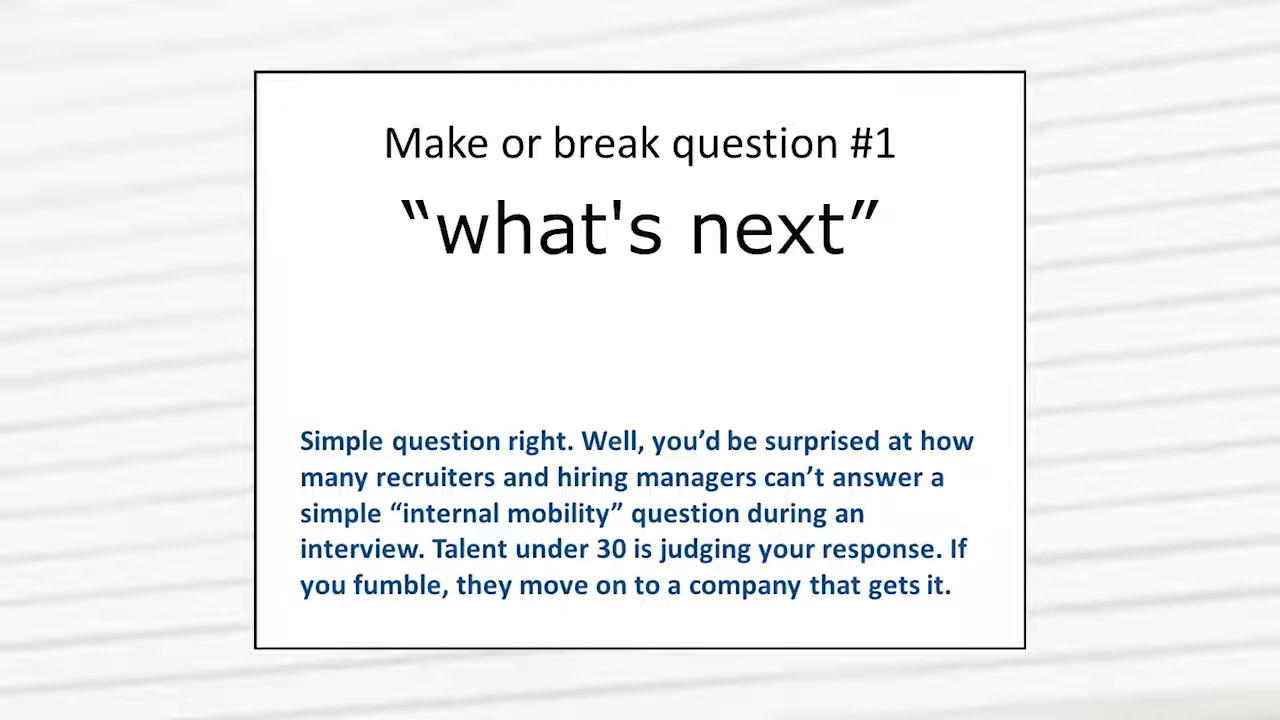 Make or break question #1
“what's next”
Simple question right. Well, you’d be surprised at how
many recruiters and hiring managers can’t answer a
simple “internal mobility” question during an
interview. Talent under 30 is judging your response. If
you fumble, they move on to a company that gets it.